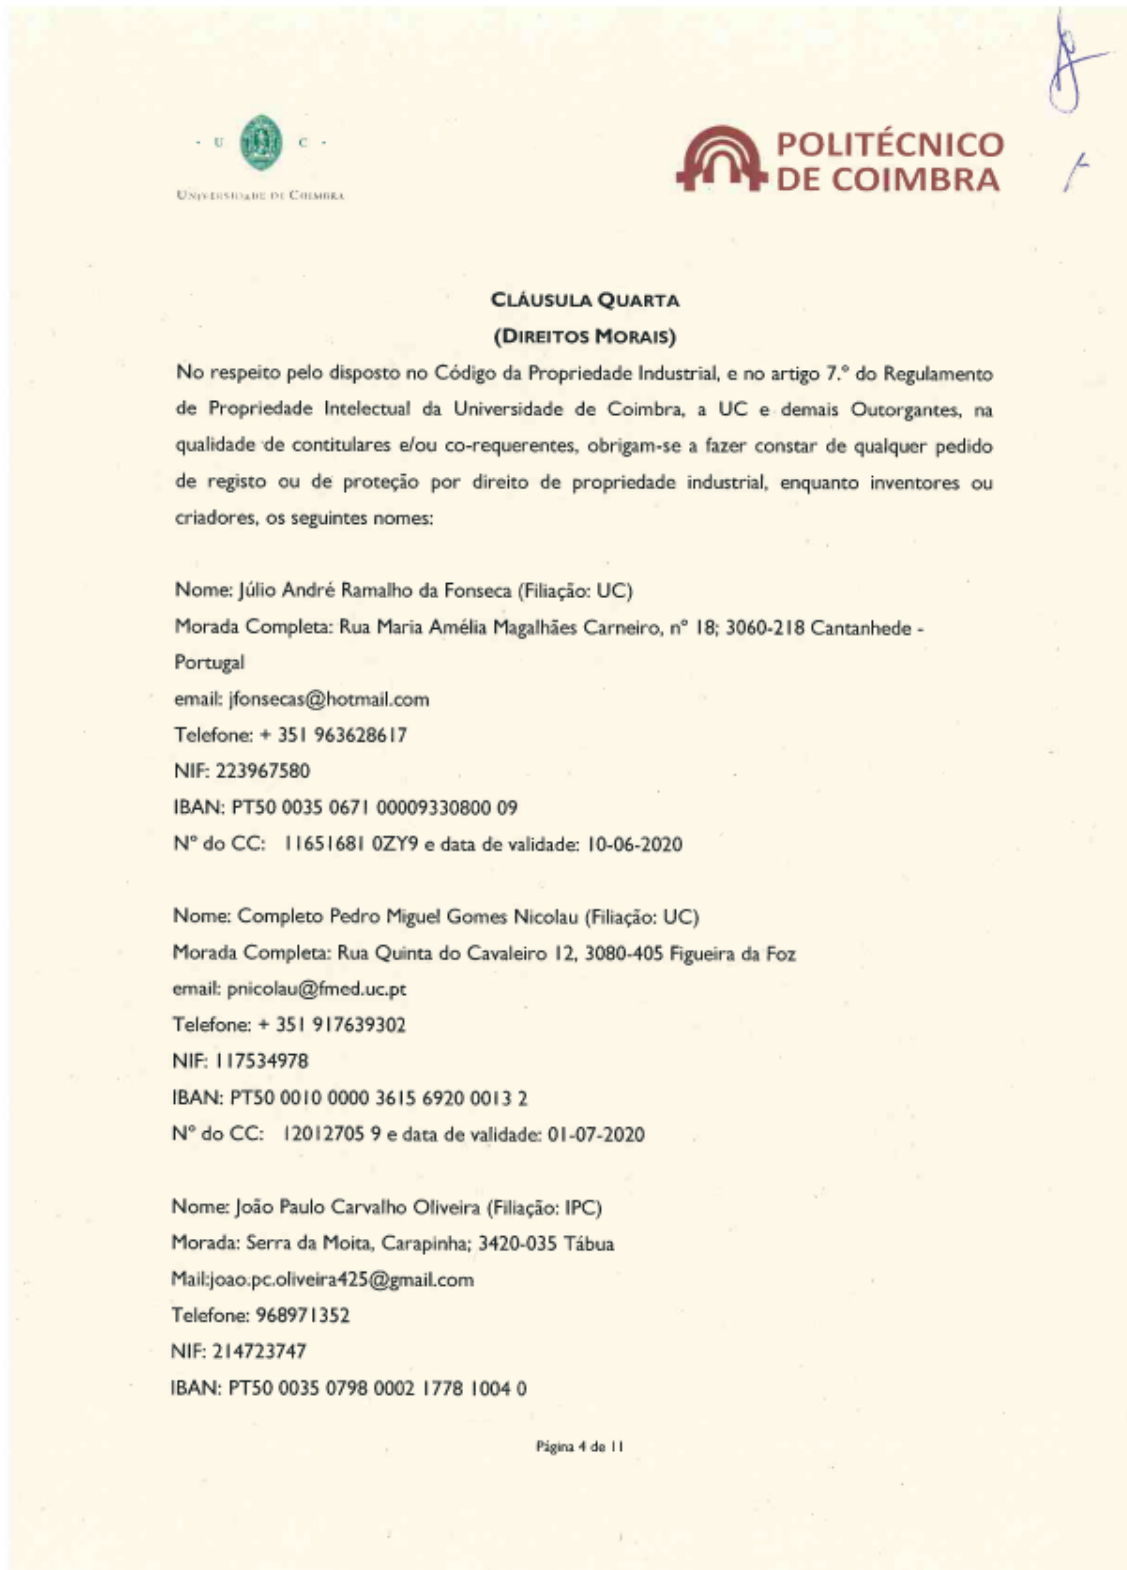 · U C ·
UNIVERSIDADE DE COIMBRA
POLITÉCNICO
DE COIMBRA
CLÁUSULA QUARTA
(DIREITOS MORAIS)
No respeito pelo disposto no Código da Propriedade Industrial, e no artigo 7.º do Regulamento
de Propriedade Intelectual da Universidade de Coimbra, a UC e demais Outorgantes, na
qualidade de contitulares e/ou co-requerentes, obrigam-se a fazer constar de qualquer pedido
de registo ou de proteção por direito de propriedade industrial, enquanto inventores ou
criadores, os seguintes nomes:
Nome: Júlio André Ramalho da Fonseca (Filiação: UC)
Morada Completa: Rua Maria Amélia Magalhães Carneiro, nº 18; 3060-218 Cantanhede -
Portugal
email: jfonsecas@hotmail.com
Telefone: + 351 963628617
NIF: 223967580
IBAN: PT50 0035 0671 00009330800 09
Nº do CC: 11651681 0ZY9 e data de validade: 10-06-2020
Nome: Completo Pedro Miguel Gomes Nicolau (Filiação: UC)
Morada Completa: Rua Quinta do Cavaleiro 12, 3080-405 Figueira da Foz
email: pnicolau@fmed.uc.pt
Telefone: + 351 917639302
NIF: 117534978
IBAN: PT50 0010 0000 3615 6920 0013 2
Nº do CC: 12012705 9 e data de validade: 01-07-2020
Nome: João Paulo Carvalho Oliveira (Filiação: IPC)
Morada: Serra da Moita, Carapinha; 3420-035 Tábua
Mail:joao.pc.oliveira425@gmail.com
Telefone: 968971352
NIF: 214723747
IBAN: PT50 0035 0798 0002 1778 1004 0
Página 4 de 11